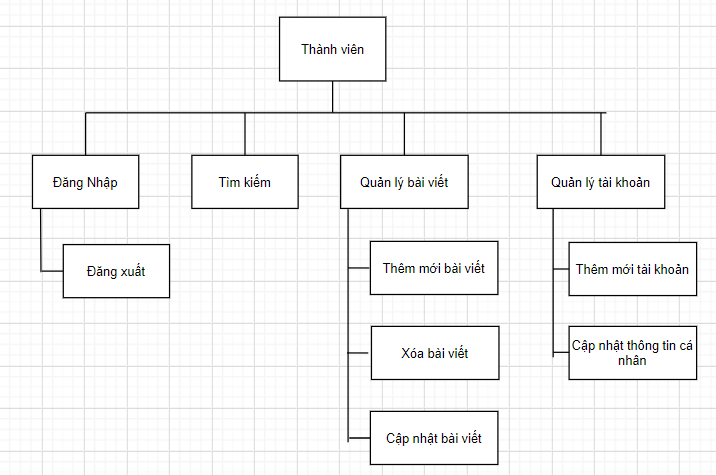 Thành viên
Đăng Nhập
Tìm kiếm
Quản lý bài viết
Quản lý tài khoản
Đăng xuất
Thêm mới bài viết
Thêm mới tài khoản
Xóa bài viết
Cập nhật thông tin cá
nhân
Cập nhật bài viết